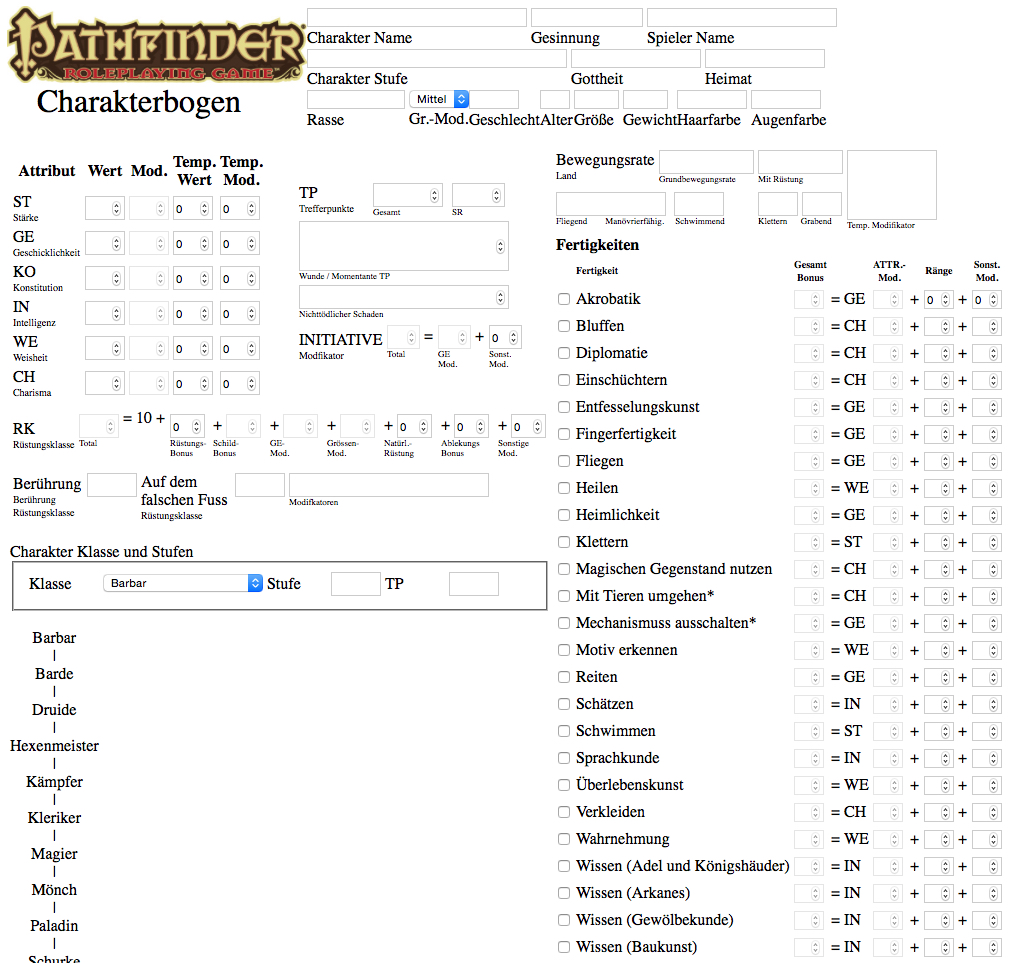 PATHFINDER
ROLEPLAYING GAME™
Charakterbogen
Charakter Name Gesinnung Spieler Name
Charakter Stufe Gottheit Heimat
Mittel
Rasse Gr.-Mod. Geschlecht Alter Größe Gewicht Haarfarbe Augenfarbe
Attribut Wert Mod. Temp. Wert Temp. Mod.
ST 0 0
Stärke
GE 0 0
Geschicklichkeit
KO 0 0
Konstitution
IN 0 0
Intelligenz
WE 0 0
Weisheit
CH 0 0
Charisma
TP
Trefferpunkte Gesamt SR
Wunde / Momentante TP
Nichttödlicher Schaden
INITIATIVE = + 0
Modfikator Total GE Mod. Sonst. Mod.
RK = 10 + 0 + + + + 0 + 0 + 0
Rüstungsklasse Total Rüstungs-Bonus Schild-Bonus GE-Mod. Grössen-Mod. Natürl.-Rüstung Ablekungs Bonus Sonstige Mod.
Berührung
Berührung
Rüstungsklasse
Auf dem
falschen Fuss
Rüstungsklasse
Modifkatoren
Charakter Klasse und Stufen
Klasse Barbar Stufe TP
Barbar
|
Barde
|
Druide
|
Hexenmeister
|
Kämpfer
|
Kleriker
|
Magier
|
Mönch
|
Paladin
|
Schurke
Bewegungsrate
Land Grundbewegungsrate Mit Rüstung
Fliegend Manövrierfähig. Schwimmend Klettern Grabend Temp. Modifikator
Fertigkeiten
Fertigkeit Gesamt Bonus ATTR.-Mod. Ränge Sonst. Mod.
Akrobatik = GE + 0 + 0
Bluffen = CH + +
Diplomatie = CH + +
Einschüchtern = CH + +
Entfesselungskunst = GE + +
Fingerfertigkeit = GE + +
Fliegen = GE + +
Heilen = WE + +
Heimlichkeit = GE + +
Klettern = ST + +
Magischen Gegenstand nutzen = CH + +
Mit Tieren umgehen* = CH + +
Mechanismuss ausschalten* = GE + +
Motiv erkennen = WE + +
Reiten = GE + +
Schätzen = IN + +
Schwimmen = ST + +
Sprachkunde = IN + +
Überlebenskunst = WE + +
Verkleiden = CH + +
Wahrnehmung = WE + +
Wissen (Adel und Königshäuder) = IN + +
Wissen (Arkanes) = IN + +
Wissen (Gewölbekunde) = IN + +
Wissen (Baukunst) = IN + +